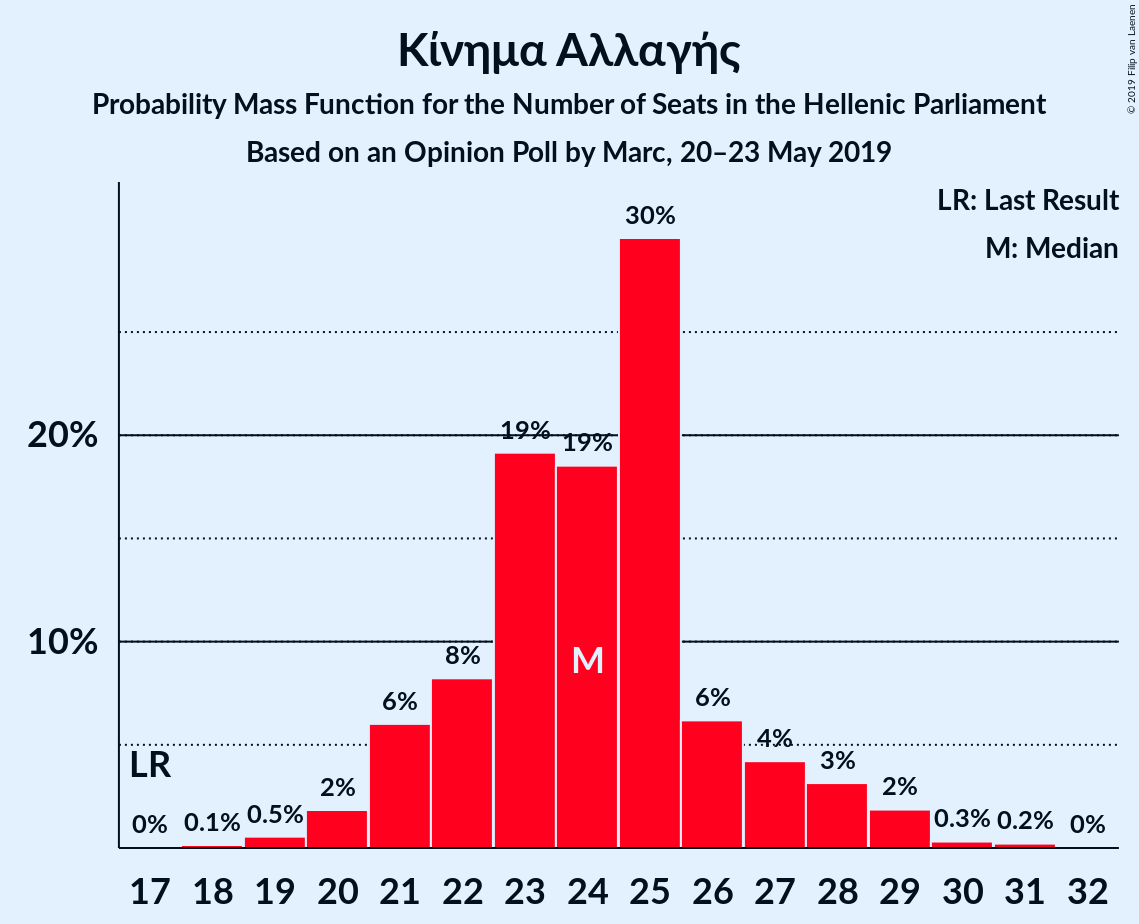 Κίνημα Αλλαγής
Probability Mass Function for the Number of Seats in the Hellenic Parliament
Based on an Opinion Poll by Marc, 20–23 May 2019
© 2019 Filip van Laenen
LR: Last Result
M: Median
30%
20%
19%
19%
10%
8%
M
6%
6%
4%
3%
LR
2%
2%
0%
0.1%
0.5%
0.3%
0.2%
0%
17 18 19 20 21 22 23 24 25 26 27 28 29 30 31 32